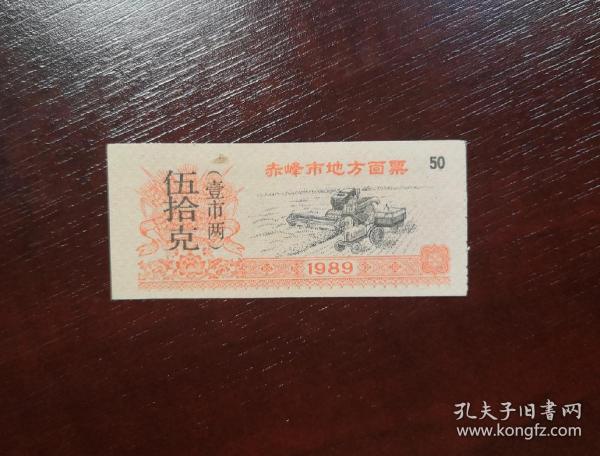 赤峰市地方面票
50
伍拾克
(壹市两)
1989
孔夫子旧书网
www.kongfz.com